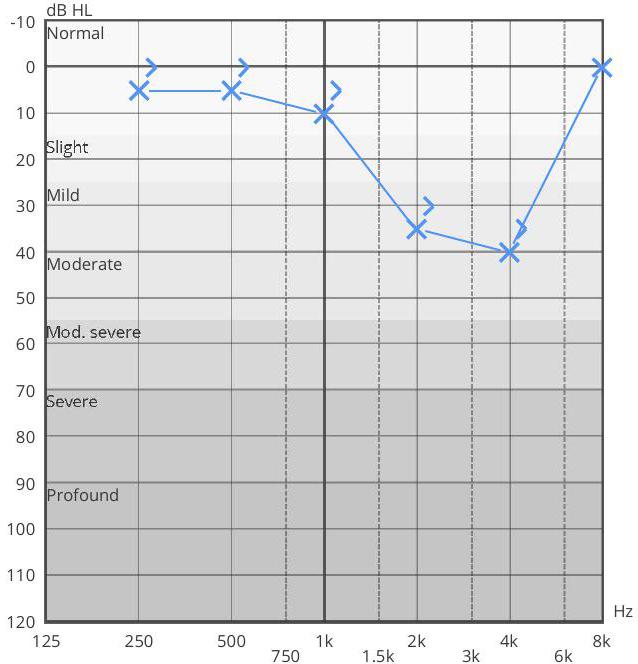 dB HL
-10
Normal
0
10
Slight
20
Mild
30
40
Moderate
50
Mod. severe
60
70
Severe
80
90
Profound
100
110
120
Hz
125 250 500 1k 2k 4k 8k
750 1.5k 3k 6k